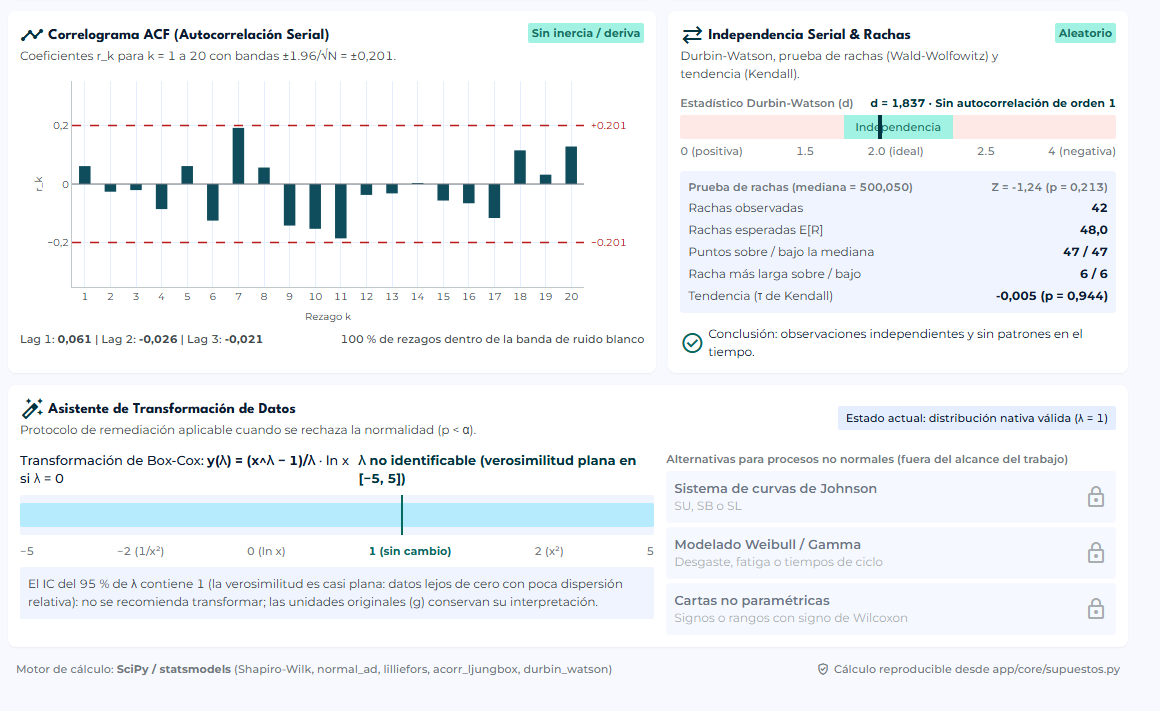 Correlograma ACF (Autocorrelación Serial)
Sin inercia / deriva
Coeficientes r_k para k = 1 a 20 con bandas ±1.96/√N = ±0,201.
0,2
+0.201
r_k
0
−0,2
−0.201
1 2 3 4 5 6 7 8 9 10 11 12 13 14 15 16 17 18 19 20
Rezago k
Lag 1: 0,061 | Lag 2: -0,026 | Lag 3: -0,021
100 % de rezagos dentro de la banda de ruido blanco
Independencia Serial & Rachas
Aleatorio
Durbin-Watson, prueba de rachas (Wald-Wolfowitz) y
tendencia (Kendall).
Estadístico Durbin-Watson (d)
d = 1,837 · Sin autocorrelación de orden 1
Independencia
0 (positiva) 1.5 2.0 (ideal) 2.5 4 (negativa)
Prueba de rachas (mediana = 500,050)
Z = -1,24 (p = 0,213)
Rachas observadas 42
Rachas esperadas E[R] 48,0
Puntos sobre / bajo la mediana 47 / 47
Racha más larga sobre / bajo 6 / 6
Tendencia (τ de Kendall) -0,005 (p = 0,944)
Conclusión: observaciones independientes y sin patrones en el
tiempo.
Asistente de Transformación de Datos
Protocolo de remediación aplicable cuando se rechaza la normalidad (p < α).
Estado actual: distribución nativa válida (λ = 1)
Transformación de Box-Cox: y(λ) = (x^λ − 1)/λ · ln x
si λ = 0
λ no identificable (verosimilitud plana en
[−5, 5])
−5 −2 (1/x²) 0 (ln x) 1 (sin cambio) 2 (x²) 5
El IC del 95 % de λ contiene 1 (la verosimilitud es casi plana: datos lejos de cero con poca dispersión
relativa): no se recomienda transformar; las unidades originales (g) conservan su interpretación.
Alternativas para procesos no normales (fuera del alcance del trabajo)
Sistema de curvas de Johnson
SU, SB o SL
Modelado Weibull / Gamma
Desgaste, fatiga o tiempos de ciclo
Cartas no paramétricas
Signos o rangos con signo de Wilcoxon
Motor de cálculo: SciPy / statsmodels (Shapiro-Wilk, normal_ad, lilliefors, acorr_ljungbox, durbin_watson)
Cálculo reproducible desde app/core/supuestos.py